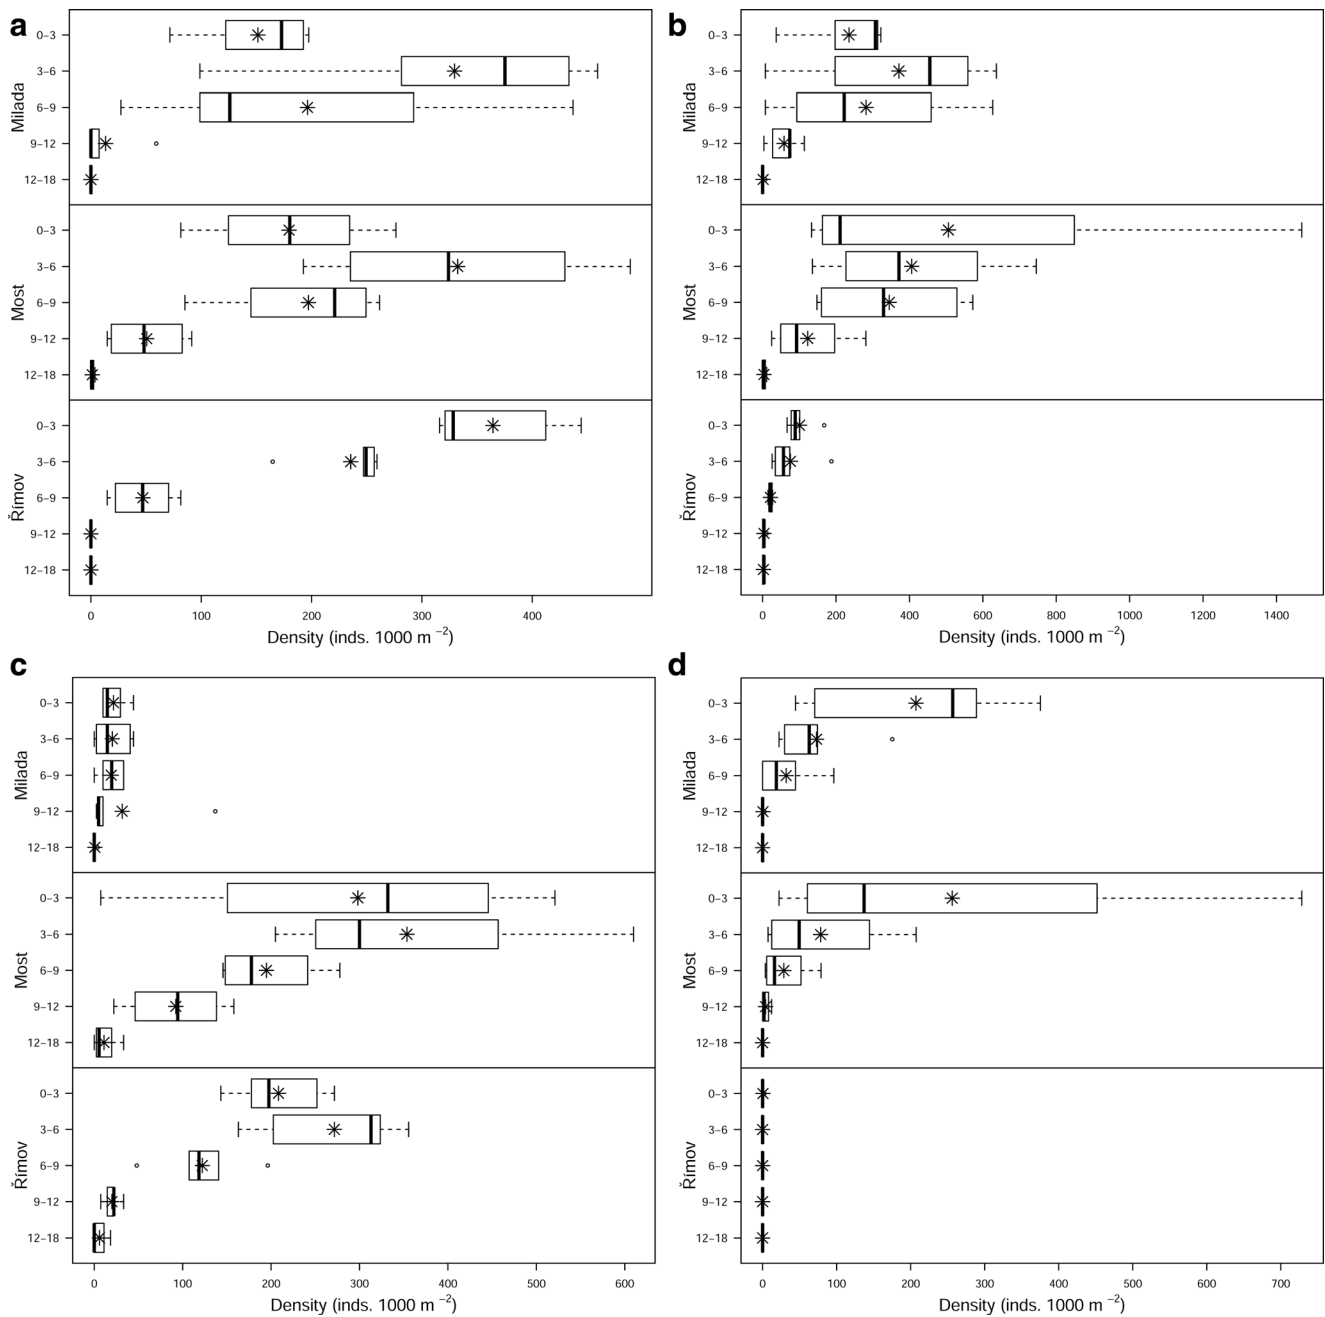 a
Milada
0–3
3–6
6–9
9–12
12–18
Most
0–3
3–6
6–9
9–12
12–18
Římov
0–3
3–6
6–9
9–12
12–18
0 100 200 300 400
Density (inds. 1000 m −2)
b
Milada
0–3
3–6
6–9
9–12
12–18
Most
0–3
3–6
6–9
9–12
12–18
Římov
0–3
3–6
6–9
9–12
12–18
0 200 400 600 800 1000 1200 1400
Density (inds. 1000 m −2)
c
Milada
0–3
3–6
6–9
9–12
12–18
Most
0–3
3–6
6–9
9–12
12–18
Římov
0–3
3–6
6–9
9–12
12–18
0 100 200 300 400 500 600
Density (inds. 1000 m −2)
d
Milada
0–3
3–6
6–9
9–12
12–18
Most
0–3
3–6
6–9
9–12
12–18
Římov
0–3
3–6
6–9
9–12
12–18
0 100 200 300 400 500 600 700
Density (inds. 1000 m −2)